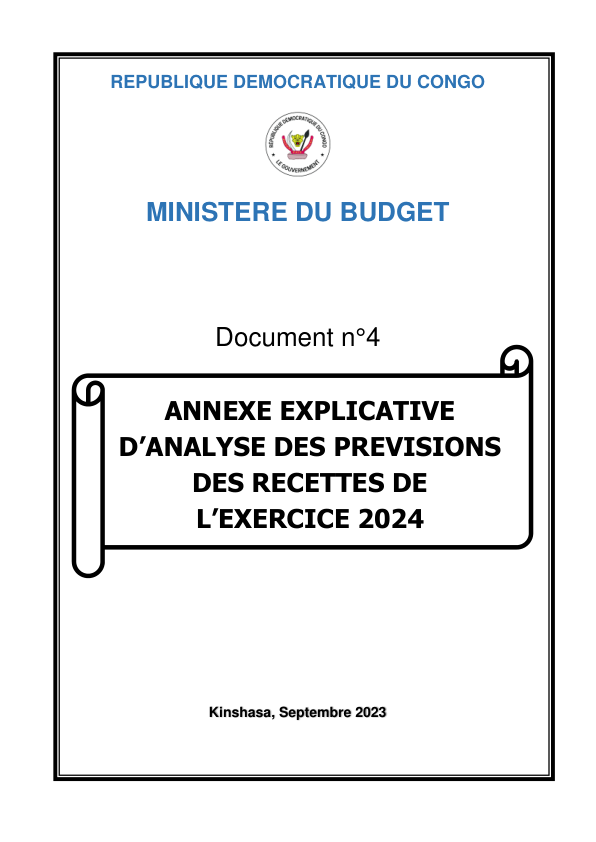 REPUBLIQUE DEMOCRATIQUE DU CONGO
REPUBLIQUE DEMOCRATIQUE DU CONGO
LE GOUVERNEMENT
MINISTERE DU BUDGET
Document n°4
ANNEXE EXPLICATIVE
D’ANALYSE DES PREVISIONS
DES RECETTES DE
L’EXERCICE 2024
Kinshasa, Septembre 2023